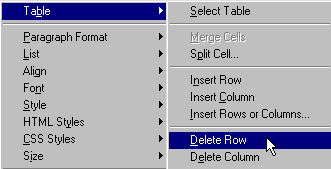 Table
Paragraph Format
List
Align
Font
Style
HTML Styles
CSS Styles
Size
Select Table
Merge Cells
Split Cell...
Insert Row
Insert Column
Insert Rows or Columns...
Delete Row
Delete Column